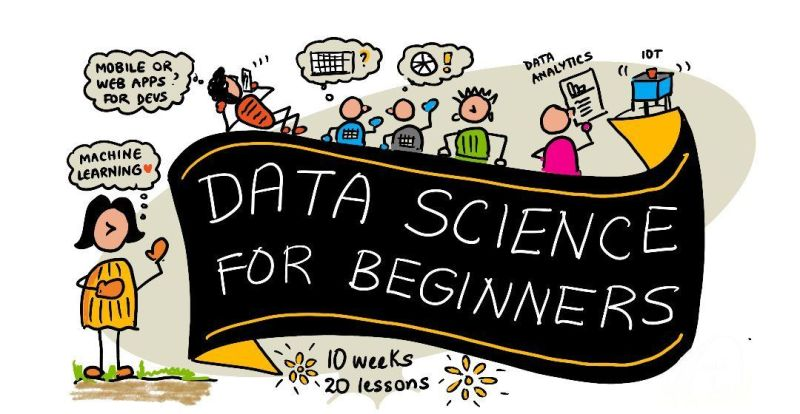 MOBILE OR
WEB APPS?
FOR DEVS
?
!
DATA
ANALYTICS
IOT
MACHINE
LEARNING
DATA SCIENCE
FOR BEGINNERS
10 weeks
20 lessons